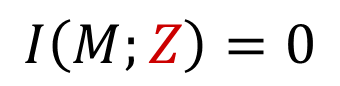 I(M; Z) = 0